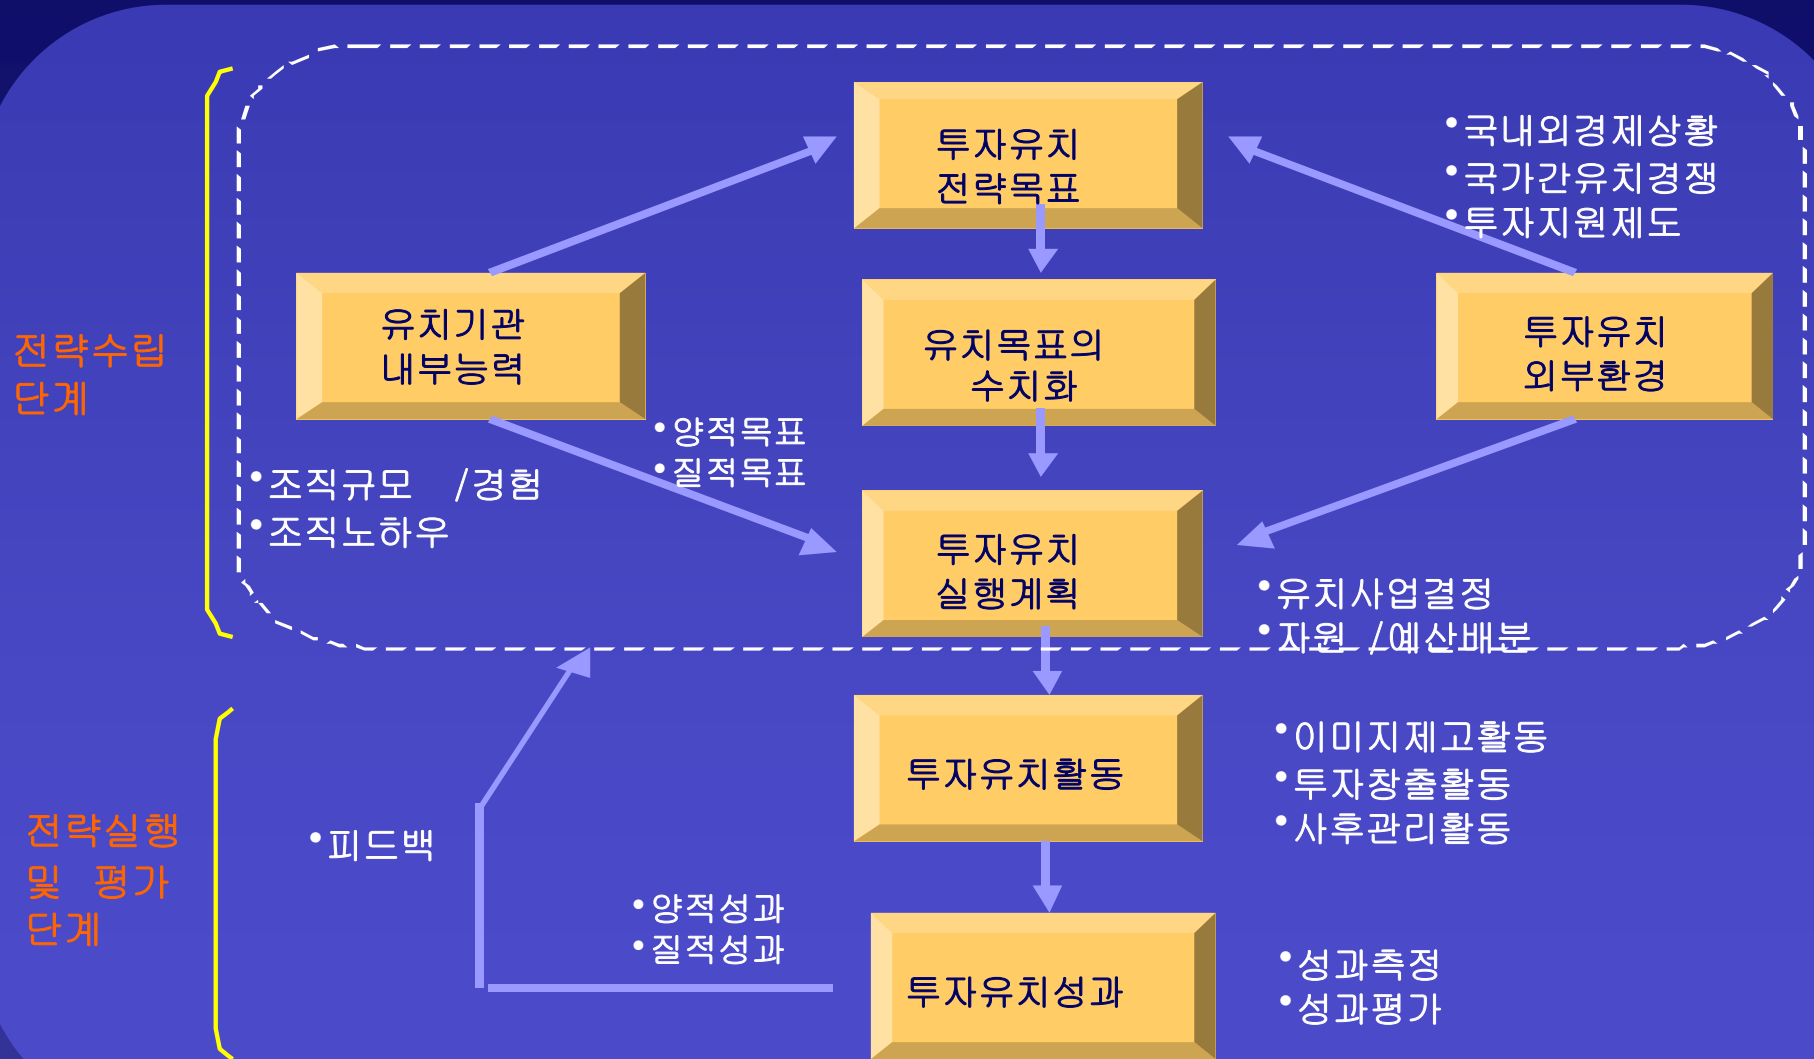 투자유치
전략목표
•국내외경제상황
•국가간유치경쟁
•투자지원제도
전략수립
단계
유치기관
내부능력
유치목표의
수치화
투자유치
외부환경
•양적목표
•질적목표
•조직규모 /경험
•조직노하우
투자유치
실행계획
•유치사업결정
•자원 /예산배분
전략실행
및 평가
단계
•피드백
투자유치활동
•이미지제고활동
•투자창출활동
•사후관리활동
•양적성과
•질적성과
투자유치성과
•성과측정
•성과평가